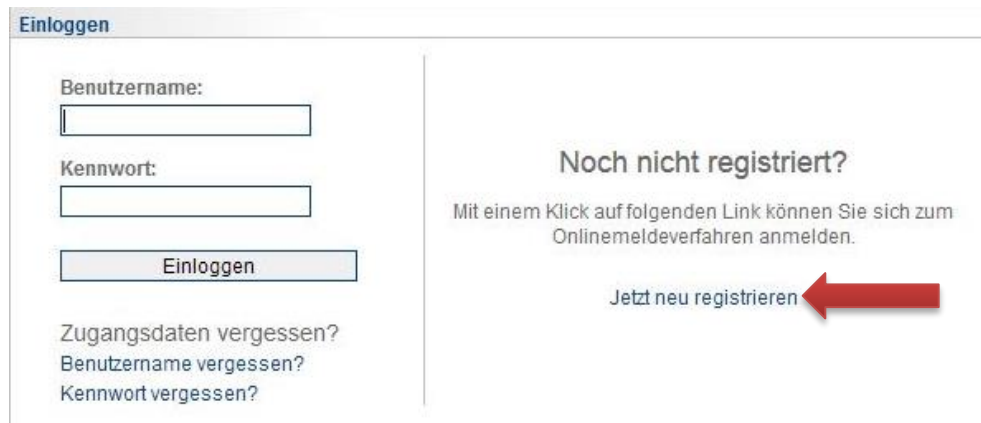 Einloggen
Benutzername:
Kennwort:
Einloggen
Zugangsdaten vergessen?
Benutzername vergessen?
Kennwort vergessen?
Noch nicht registriert?
Mit einem Klick auf folgenden Link können Sie sich zum
Onlinemeldeverfahren anmelden.
Jetzt neu registrieren